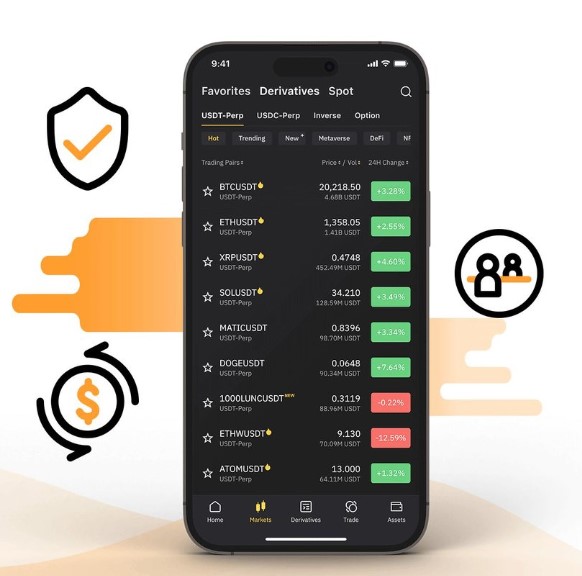 9:41
Favorites Derivatives Spot
USDT-Perp USDC-Perp Inverse Option
Hot Trending New Metaverse DeFi NF
Trading Pairs Price / Vol 24H Change
BTCUSDT 20,218.50 +3.28%
USDT-Perp 4.68B USDT
ETHUSDT 1,358.05 +2.55%
USDT-Perp 1.41B USDT
XRPUSDT 0.4748 +4.60%
USDT-Perp 452.49M USDT
SOLUSDT 34.210 +3.49%
USDT-Perp 128.59M USDT
MATICUSDT 0.8396 +3.34%
USDT-Perp 98.70M USDT
DOGEUSDT 0.0648 +7.64%
USDT-Perp 90.34M USDT
1000LUNCUSDT NEW 0.3119 -0.22%
USDT-Perp 88.96M USDT
ETHWUSDT 9.130 -12.59%
USDT-Perp 70.09M USDT
ATOMUSDT 13.000 +1.32%
USDT-Perp 64.11M USDT
Home Markets Derivatives Trade Assets
$